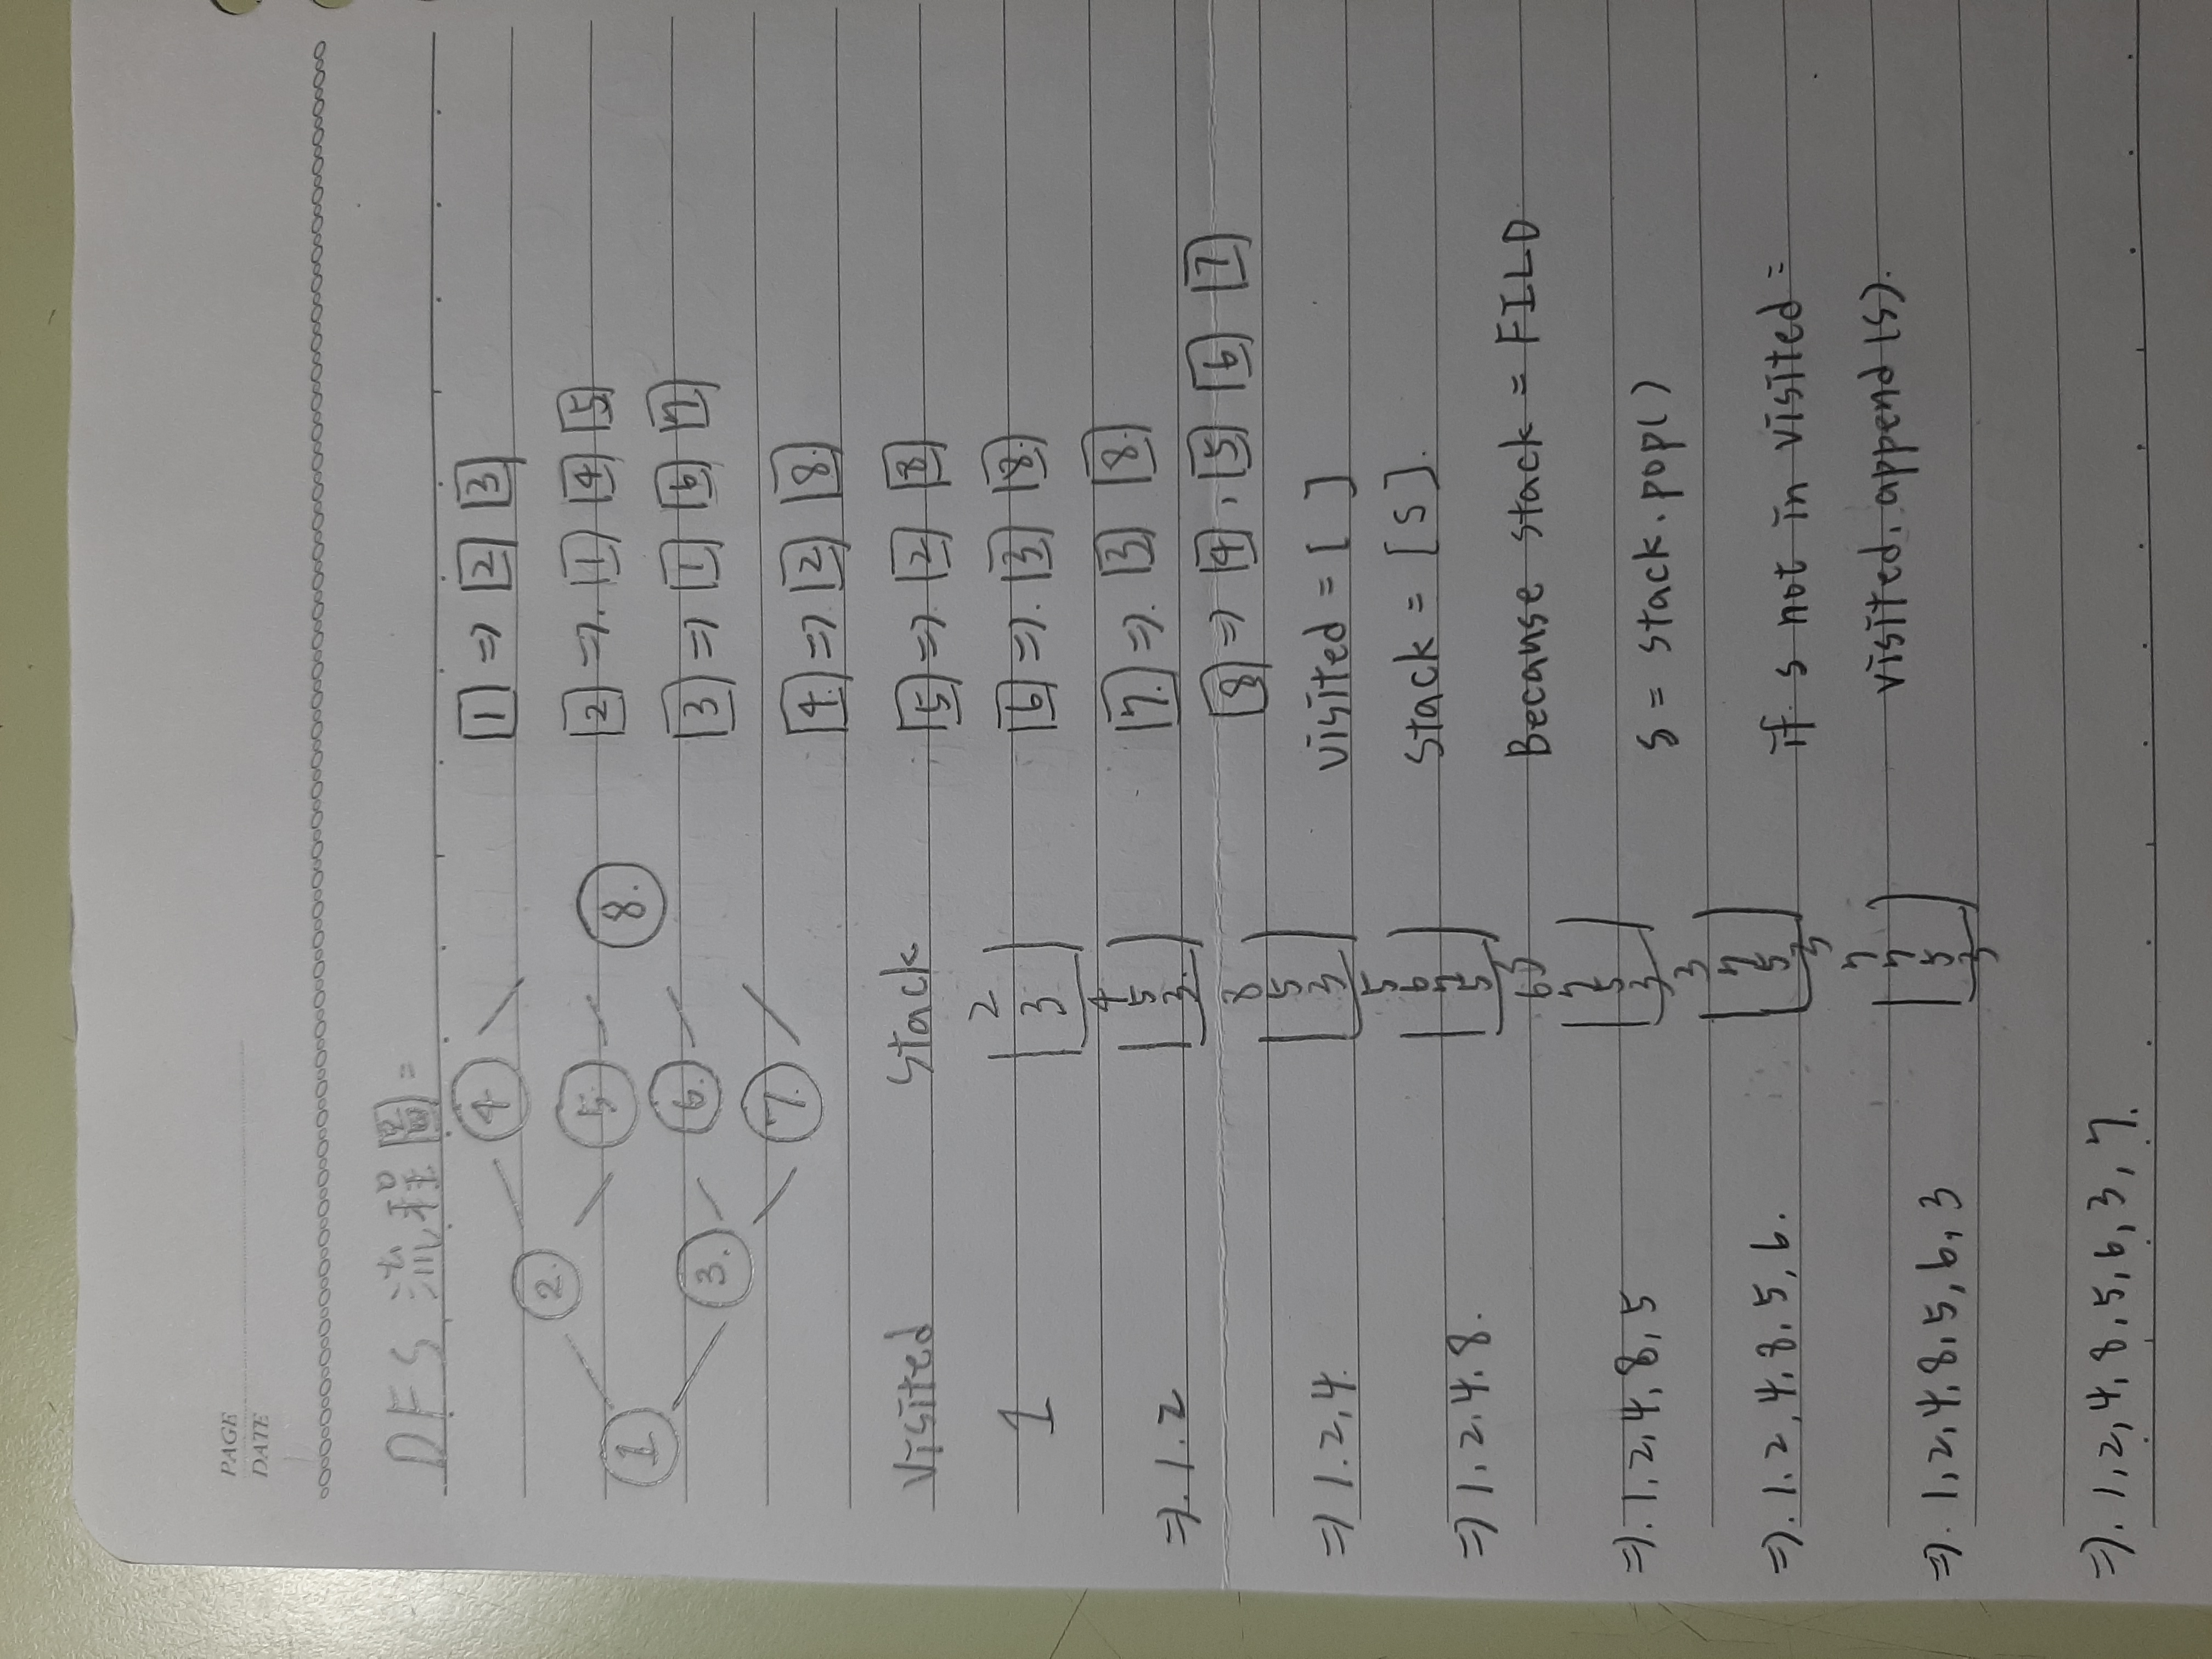 PAGE
DATE
DFS 流程圖=
4
2.
5
1
8.
6.
3.
7.
1 => 2 3
2 =>. 1 4 5
3 => 1 6 7
4. => 2 8.
5 => 2 8
6 =>. 3 8.
7. =>. 3 8.
8 => 4, 5 6 7
visited = [ ]
stack = [S].
Because stack = FILO
s = stack.pop()
if s not in visited =
visited.append(s).
Visited
stack
1
2
3
=>. 1.2
4
5
3.
=> 1.2,4.
8
5
3
=> 1,2.4.8.
5
6
7
5
3
=>. 1,2,4,8,5
6
7
5
3
=>. 1.2,4,8.5,6.
3
7
5
3
=>. 1,2,4,8,5,6,3
7
7
5
3
=>. 1,2,4,8,5,6,3,7.